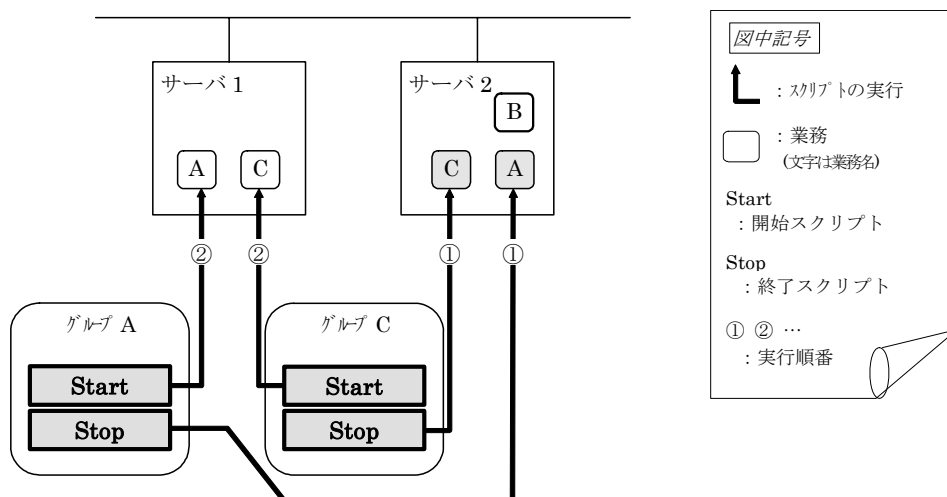 サーバ 1
サーバ 2
B
A
C
C
A
②
②
①
①
グループ A
グループ C
Start
Stop
Start
Stop
図中記号
：スクリプトの実行
：業務
(文字は業務名)
Start
：開始スクリプト
Stop
：終了スクリプト
① ② …
：実行順番